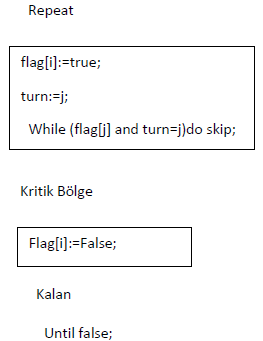 Repeat
flag[i]:=true;
turn:=j;
While (flag[j] and turn=j)do skip;
Kritik Bölge
Flag[i]:=False;
Kalan
Until false;